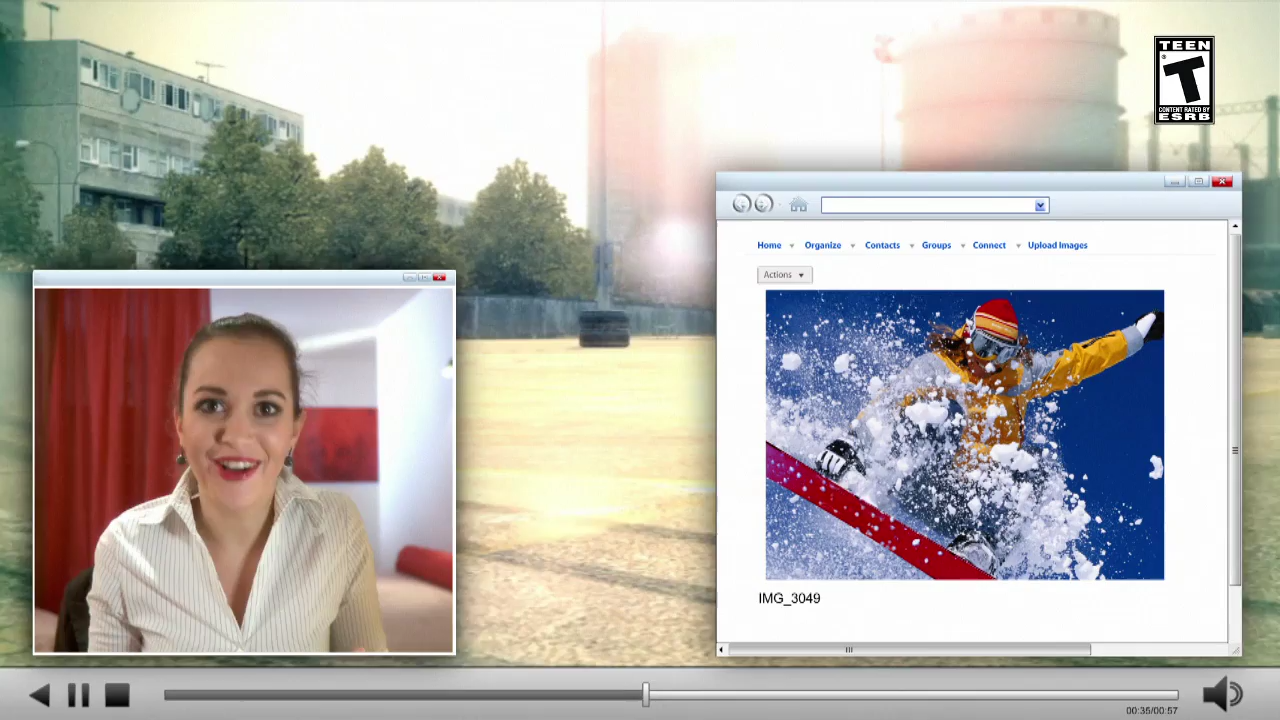 TEEN
T
CONTENT RATED BY
ESRB
Home Organize Contacts Groups Connect Upload Images
Actions
IMG_3049
00:35/00:57